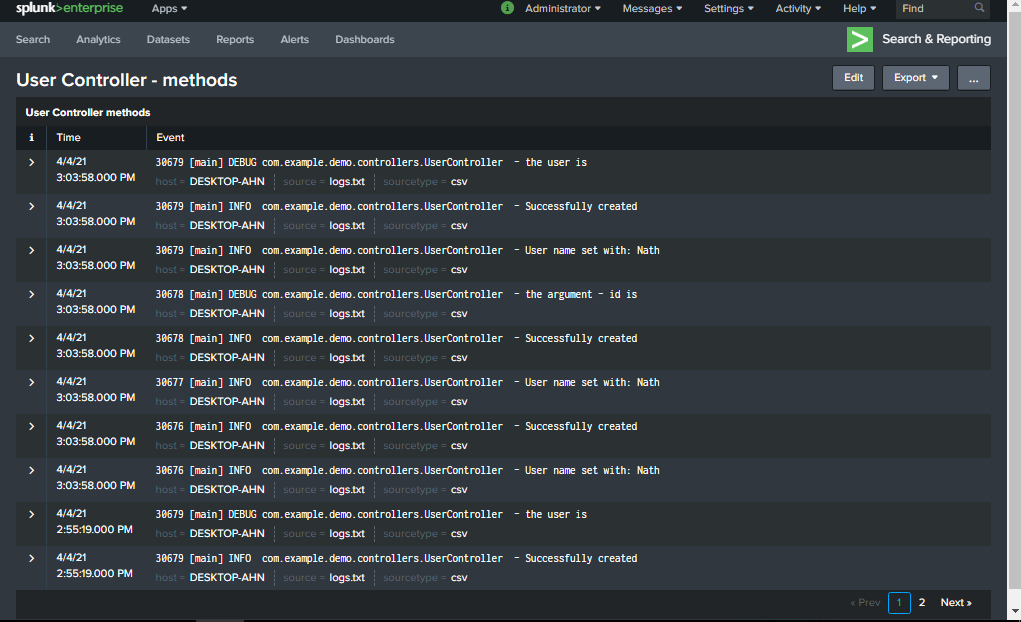 splunk>enterprise Apps ▾ i Administrator ▾ Messages ▾ Settings ▾ Activity ▾ Help ▾ Find
Search Analytics Datasets Reports Alerts Dashboards > Search & Reporting
User Controller - methods Edit Export ▾ ...
User Controller methods
i Time Event
> 4/4/21 30679 [main] DEBUG com.example.demo.controllers.UserController - the user is
3:03:58.000 PM host = DESKTOP-AHN source = logs.txt sourcetype = csv
> 4/4/21 30679 [main] INFO com.example.demo.controllers.UserController - Successfully created
3:03:58.000 PM host = DESKTOP-AHN source = logs.txt sourcetype = csv
> 4/4/21 30679 [main] INFO com.example.demo.controllers.UserController - User name set with: Nath
3:03:58.000 PM host = DESKTOP-AHN source = logs.txt sourcetype = csv
> 4/4/21 30678 [main] DEBUG com.example.demo.controllers.UserController - the argument - id is
3:03:58.000 PM host = DESKTOP-AHN source = logs.txt sourcetype = csv
> 4/4/21 30678 [main] INFO com.example.demo.controllers.UserController - Successfully created
3:03:58.000 PM host = DESKTOP-AHN source = logs.txt sourcetype = csv
> 4/4/21 30677 [main] INFO com.example.demo.controllers.UserController - User name set with: Nath
3:03:58.000 PM host = DESKTOP-AHN source = logs.txt sourcetype = csv
> 4/4/21 30676 [main] INFO com.example.demo.controllers.UserController - Successfully created
3:03:58.000 PM host = DESKTOP-AHN source = logs.txt sourcetype = csv
> 4/4/21 30676 [main] INFO com.example.demo.controllers.UserController - User name set with: Nath
3:03:58.000 PM host = DESKTOP-AHN source = logs.txt sourcetype = csv
> 4/4/21 30679 [main] DEBUG com.example.demo.controllers.UserController - the user is
2:55:19.000 PM host = DESKTOP-AHN source = logs.txt sourcetype = csv
> 4/4/21 30679 [main] INFO com.example.demo.controllers.UserController - Successfully created
2:55:19.000 PM host = DESKTOP-AHN source = logs.txt sourcetype = csv
« Prev 1 2 Next »